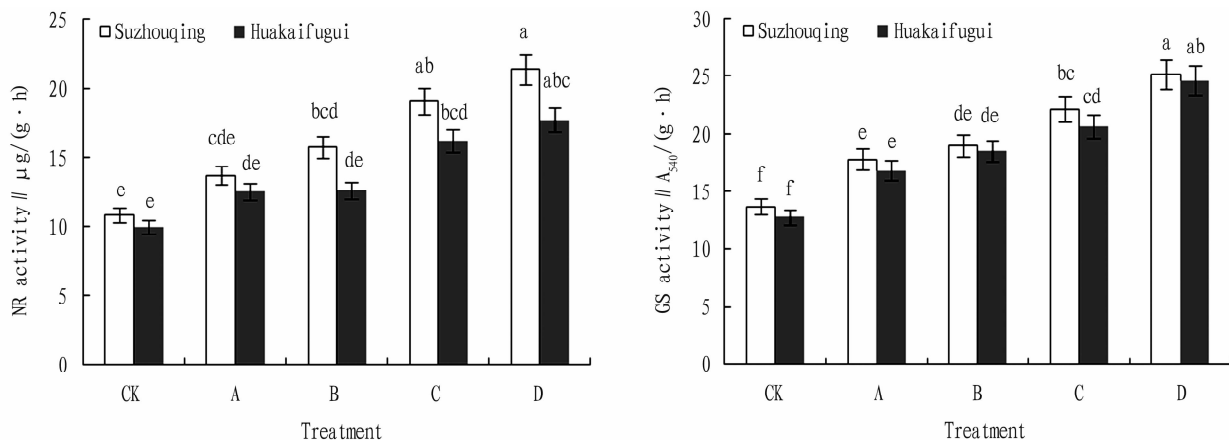 NR activity ∥ μg/(g · h)
25
20
15
10
5
0
Suzhouqing Huakaifugui
c e
cde de
bcd de
ab bcd
a abc
CK A B C D
Treatment
GS activity ∥ A540/(g · h)
30
25
20
15
10
5
0
Suzhouqing Huakaifugui
f f
e e
de de
bc cd
a ab
CK A B C D
Treatment